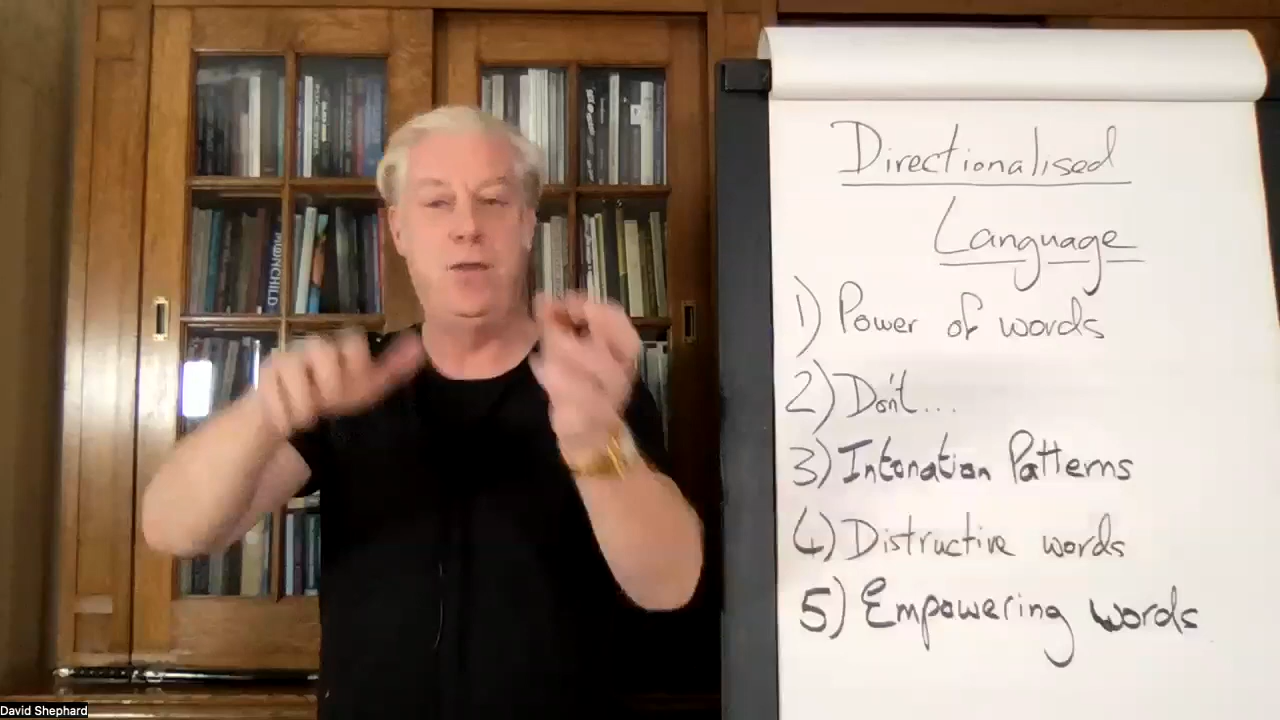 Directionalised
Language
1) Power of words
2) Don't...
3) Intonation Patterns
4) Distructive words
5) Empowering words
MOONCHILD
David Shephard